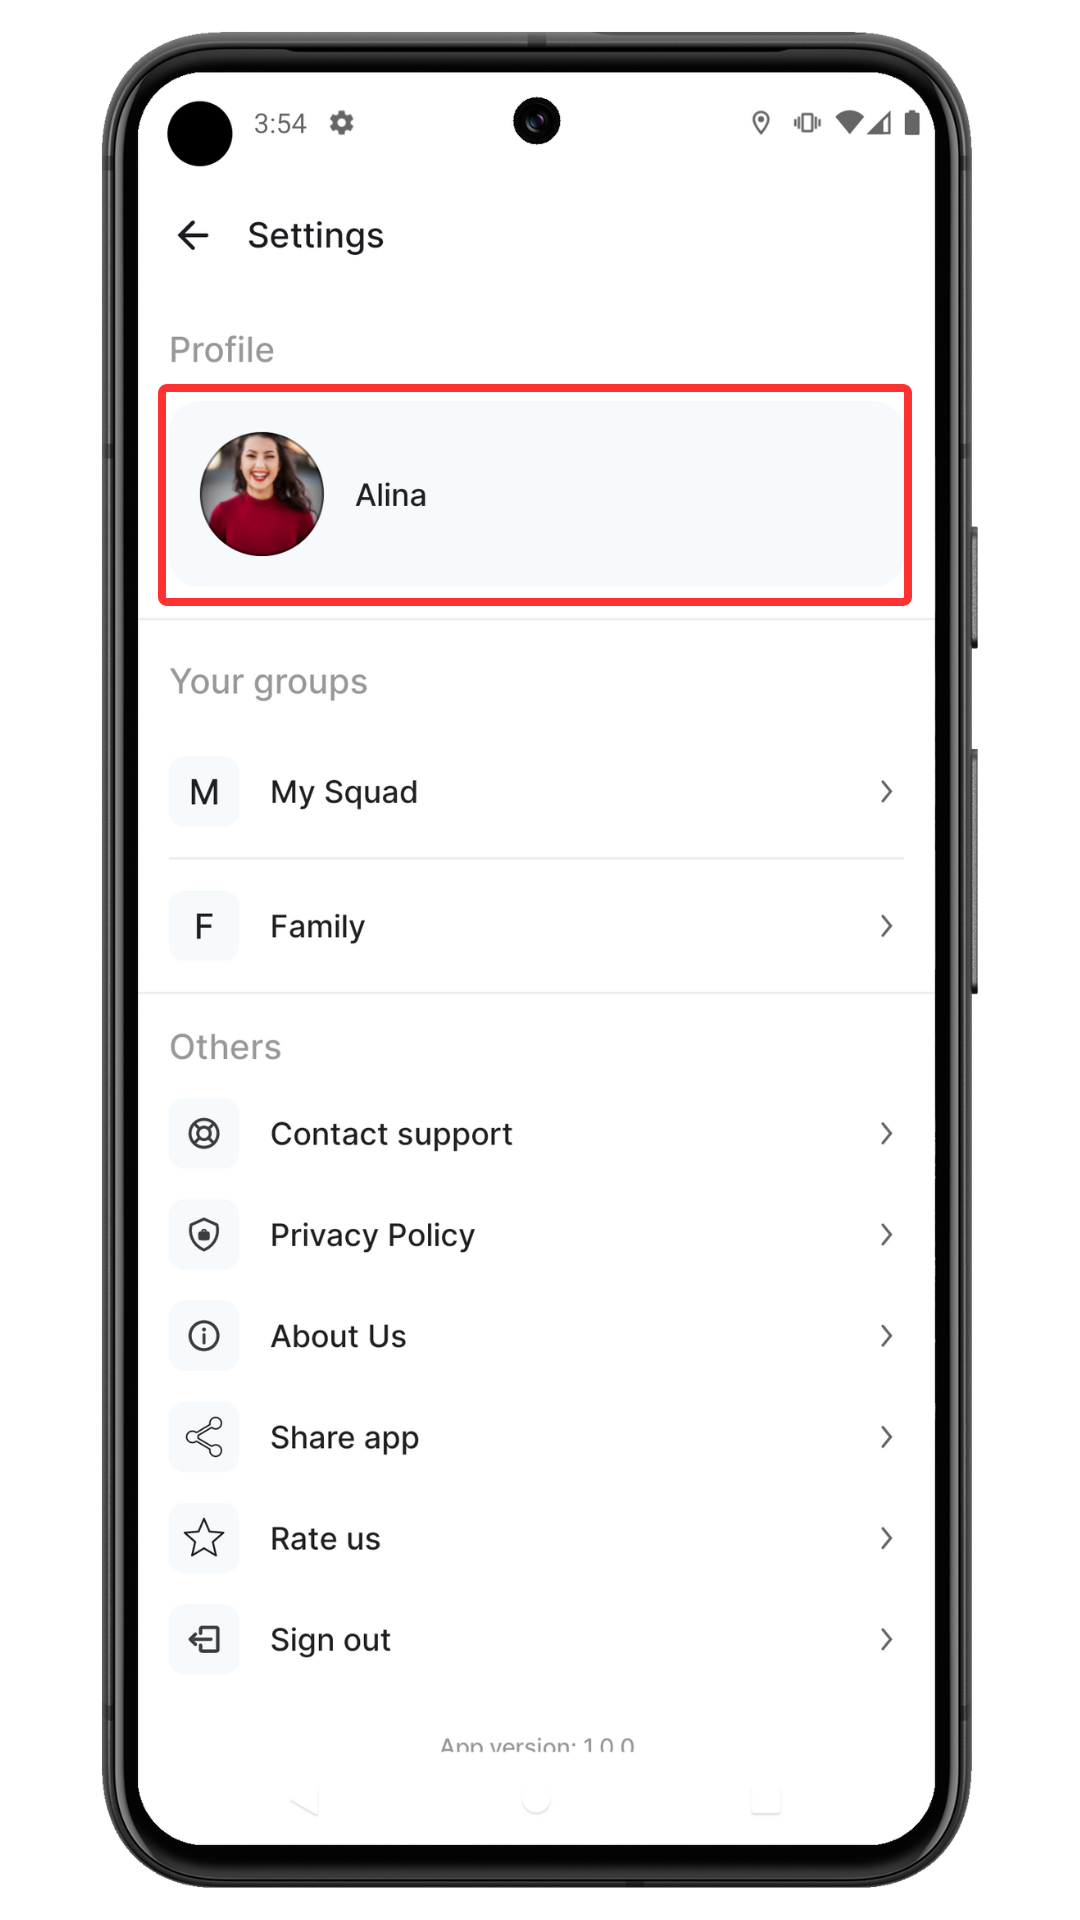 3:54
Settings
Profile
Alina
Your groups
M My Squad
F Family
Others
Contact support
Privacy Policy
About Us
Share app
Rate us
Sign out
App version: 1.0.0